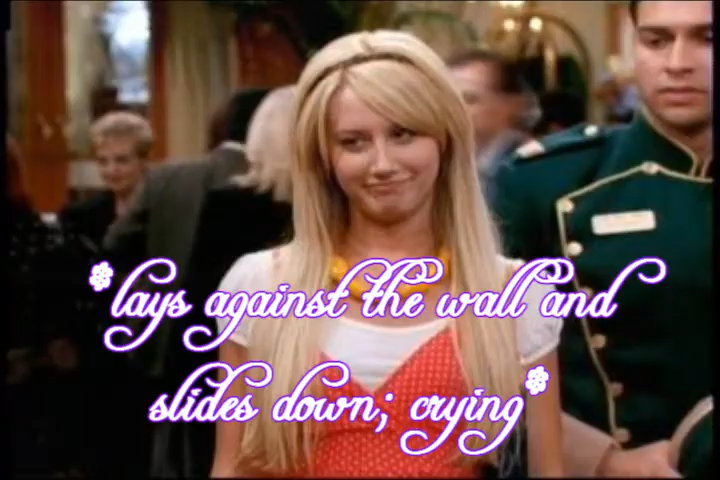 *lays against the wall and
slides down; crying*